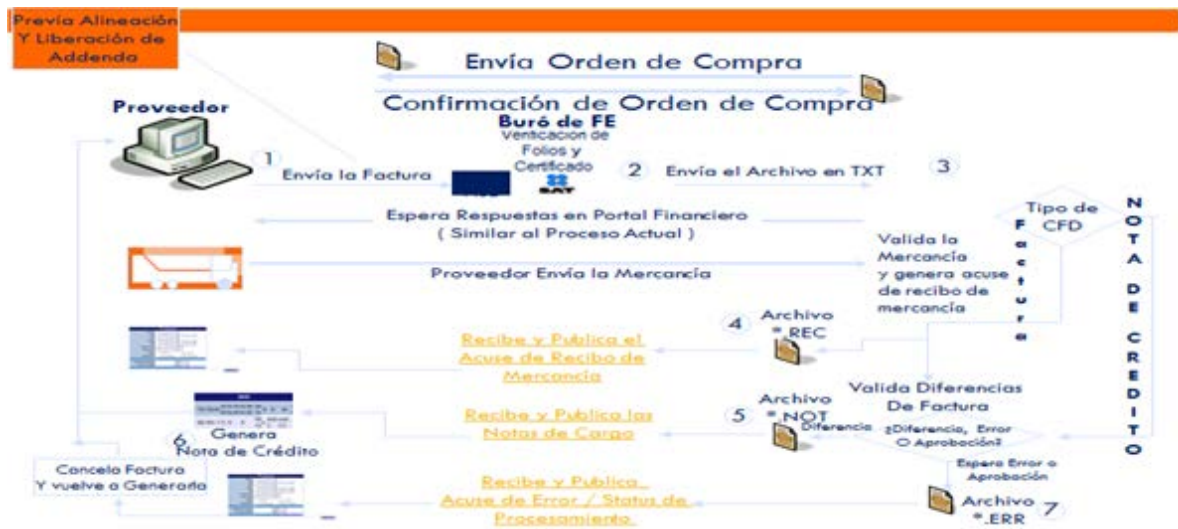 Previa Alineación
Y Liberación de
Addenda
Envía Orden de Compra
Confirmación de Orden de Compra
Proveedor
Buró de FE
Verificación de
Folios y
Certificado
SAT
1
Envía la Factura
2
Envía el Archivo en TXT
3
Espera Respuestas en Portal Financiero
( Similar al Proceso Actual )
Tipo de
CFD
Factura
NOTA DE CREDITO
Valida la
Mercancía
y genera acuse
de recibo de
mercancía
Proveedor Envía la Mercancía
4
Archivo
*.REC
Recibe y Publica el
Acuse de Recibo de
Mercancía
Valida Diferencias
De Factura
5
Archivo
*.NOT
Diferencia
¿Diferencia, Error
O Aprobación?
Recibe y Publica las
Notas de Cargo
6
Genera
Nota de Crédito
Cancela Factura
Y vuelve a Generarla
Espera Error o
Aprobación
Recibe y Publica
Acuse de Error / Status de
Procesamiento
Archivo
*.ERR
7